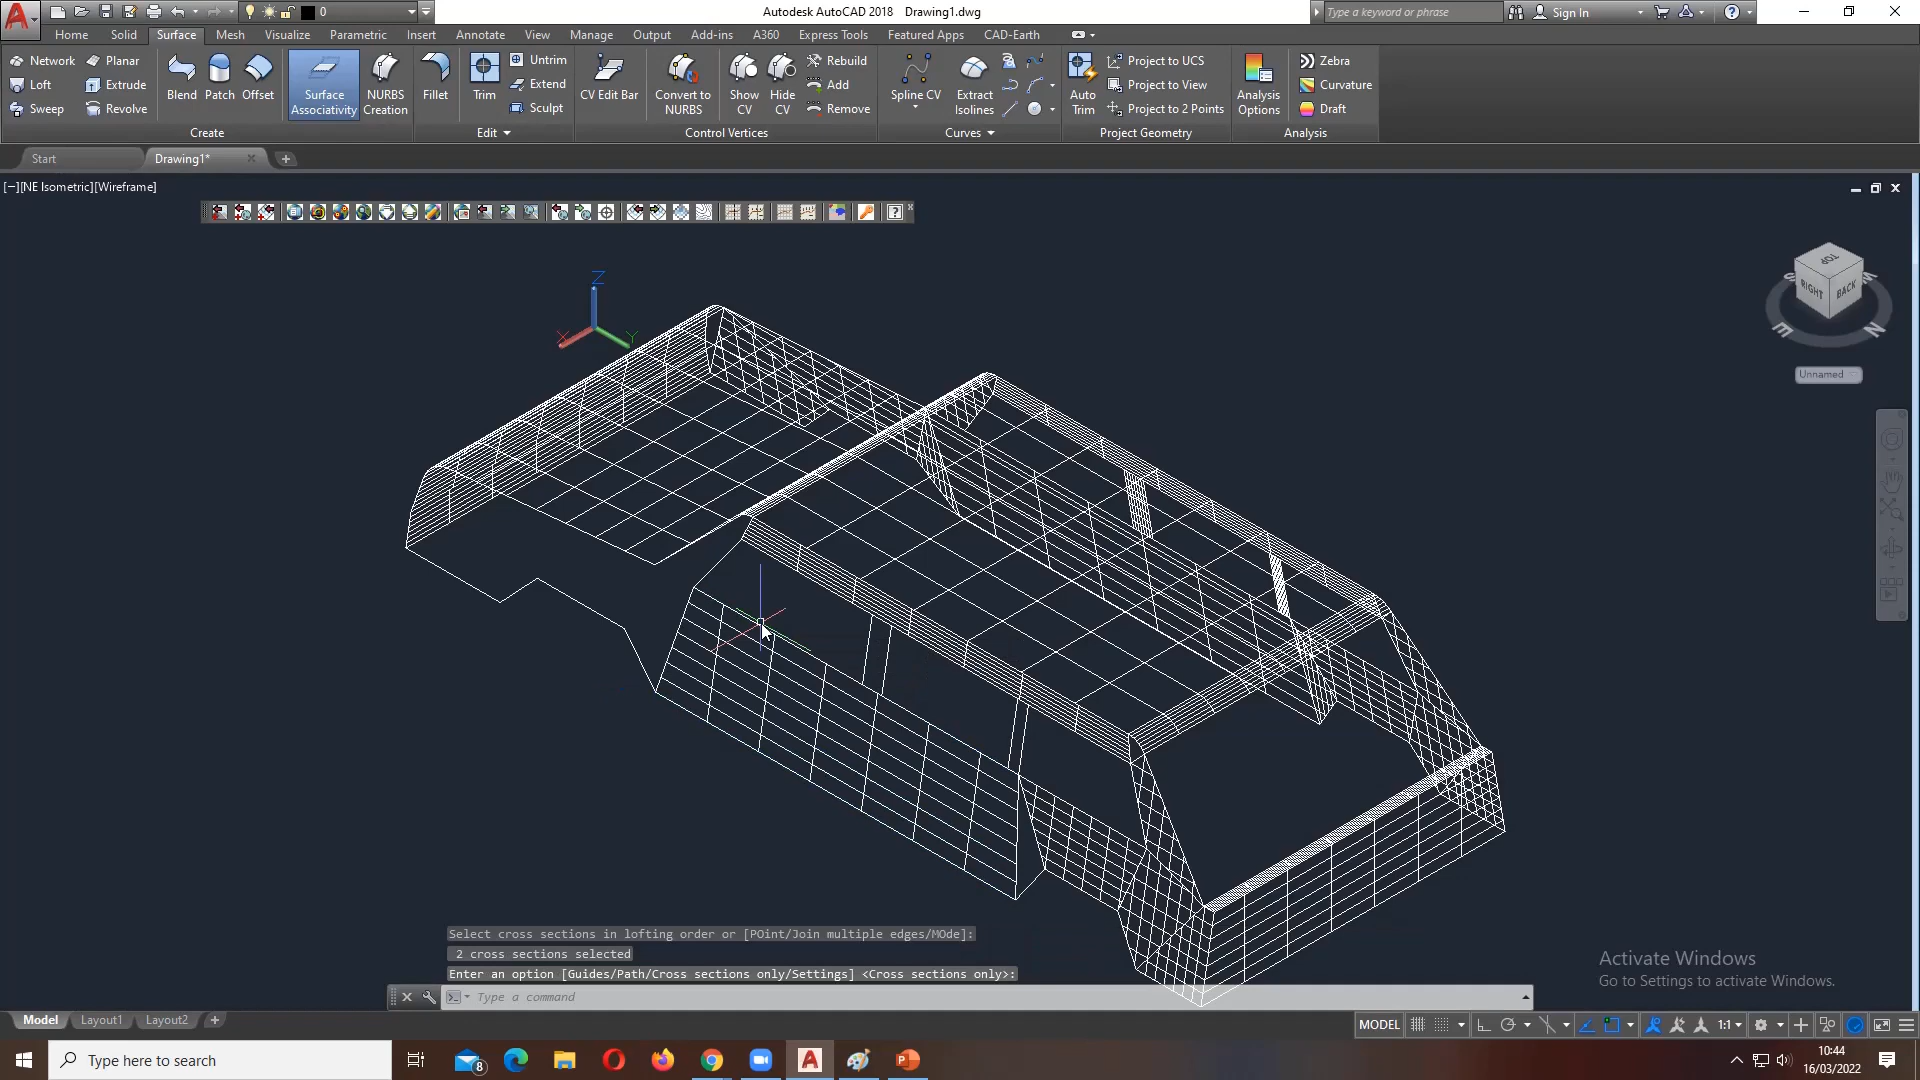 0
Autodesk AutoCAD 2018 Drawing1.dwg
Type a keyword or phrase
Sign In
Home Solid Surface Mesh Visualize Parametric Insert Annotate View Manage Output Add-ins A360 Express Tools Featured Apps CAD-Earth
Network Planar
Loft Extrude
Sweep Revolve
Blend Patch Offset
Surface Associativity
NURBS Creation
Create
Fillet Trim
Untrim
Extend
Sculpt
Edit
CV Edit Bar
Convert to NURBS
Show CV
Hide CV
Rebuild
Add
Remove
Control Vertices
Spline CV
Extract Isolines
Curves
Auto Trim
Project to UCS
Project to View
Project to 2 Points
Project Geometry
Analysis Options
Zebra
Curvature
Draft
Analysis
Start Drawing1*
[−][NE Isometric][Wireframe]
Z
X
Y
TOP
RIGHT
BACK
S
W
E
N
Unnamed
Select cross sections in lofting order or [POint/Join multiple edges/MOde]:
2 cross sections selected
Enter an option [Guides/Path/Cross sections only/Settings] <Cross sections only>:
Type a command
Activate Windows
Go to Settings to activate Windows.
Model Layout1 Layout2
MODEL
1:1
Type here to search
8
10:44
16/03/2022